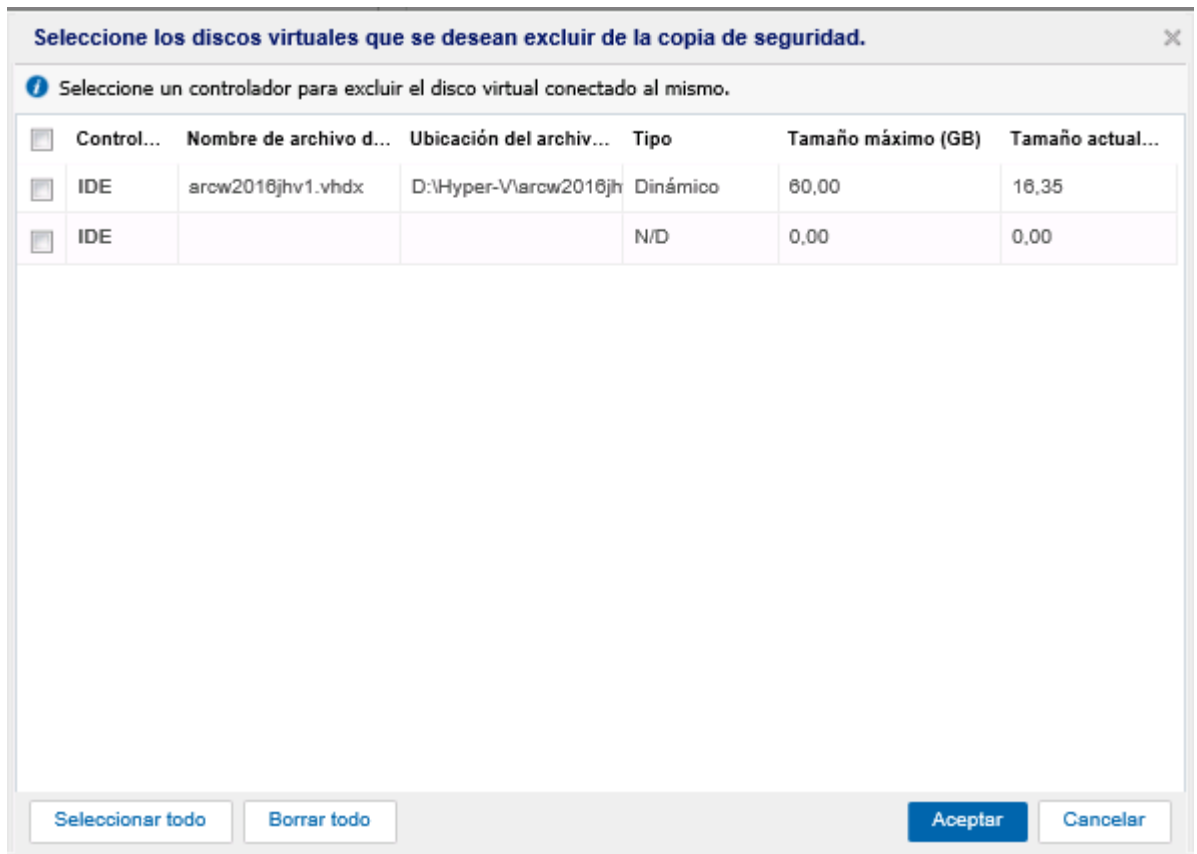 Seleccione los discos virtuales que se desean excluir de la copia de seguridad.
Seleccione un controlador para excluir el disco virtual conectado al mismo.
Control... Nombre de archivo d... Ubicación del archiv... Tipo Tamaño máximo (GB) Tamaño actual...
IDE arcw2016jhv1.vhdx D:\Hyper-V\arcw2016jh Dinámico 60,00 16,35
IDE N/D 0,00 0,00
Seleccionar todo Borrar todo Aceptar Cancelar